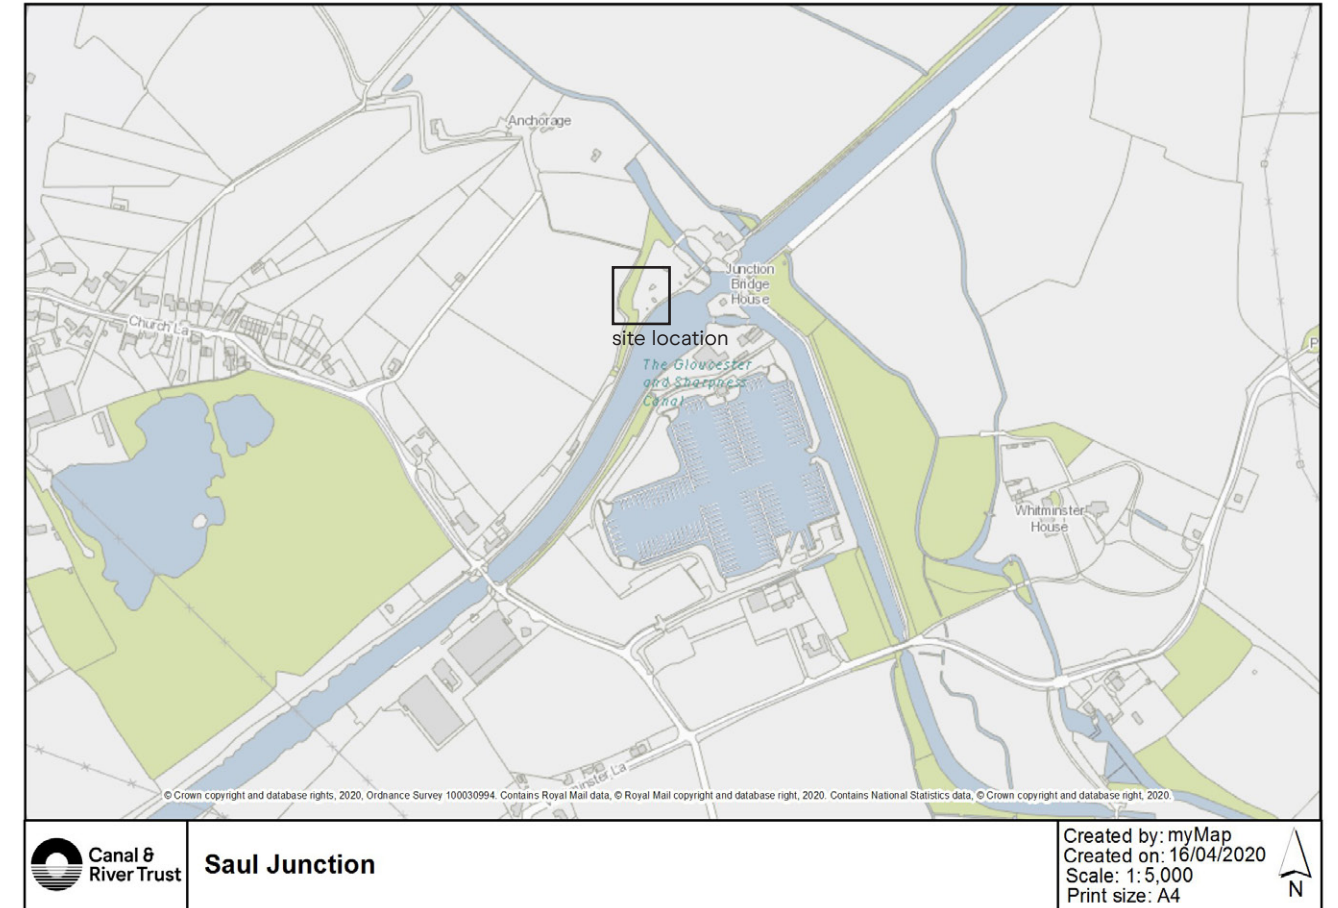 Anchorage
Junction
Bridge
House
site location
Church La
The Gloucester
and Sharpness
Canal
Whitminster
House
P
inster La
© Crown copyright and database rights, 2020, Ordnance Survey 100030994. Contains Royal Mail data, © Royal Mail copyright and database right, 2020. Contains National Statistics data, © Crown copyright and database right, 2020.
Canal &
River Trust
Saul Junction
Created by: myMap
Created on: 16/04/2020
Scale: 1:5,000
Print size: A4
N